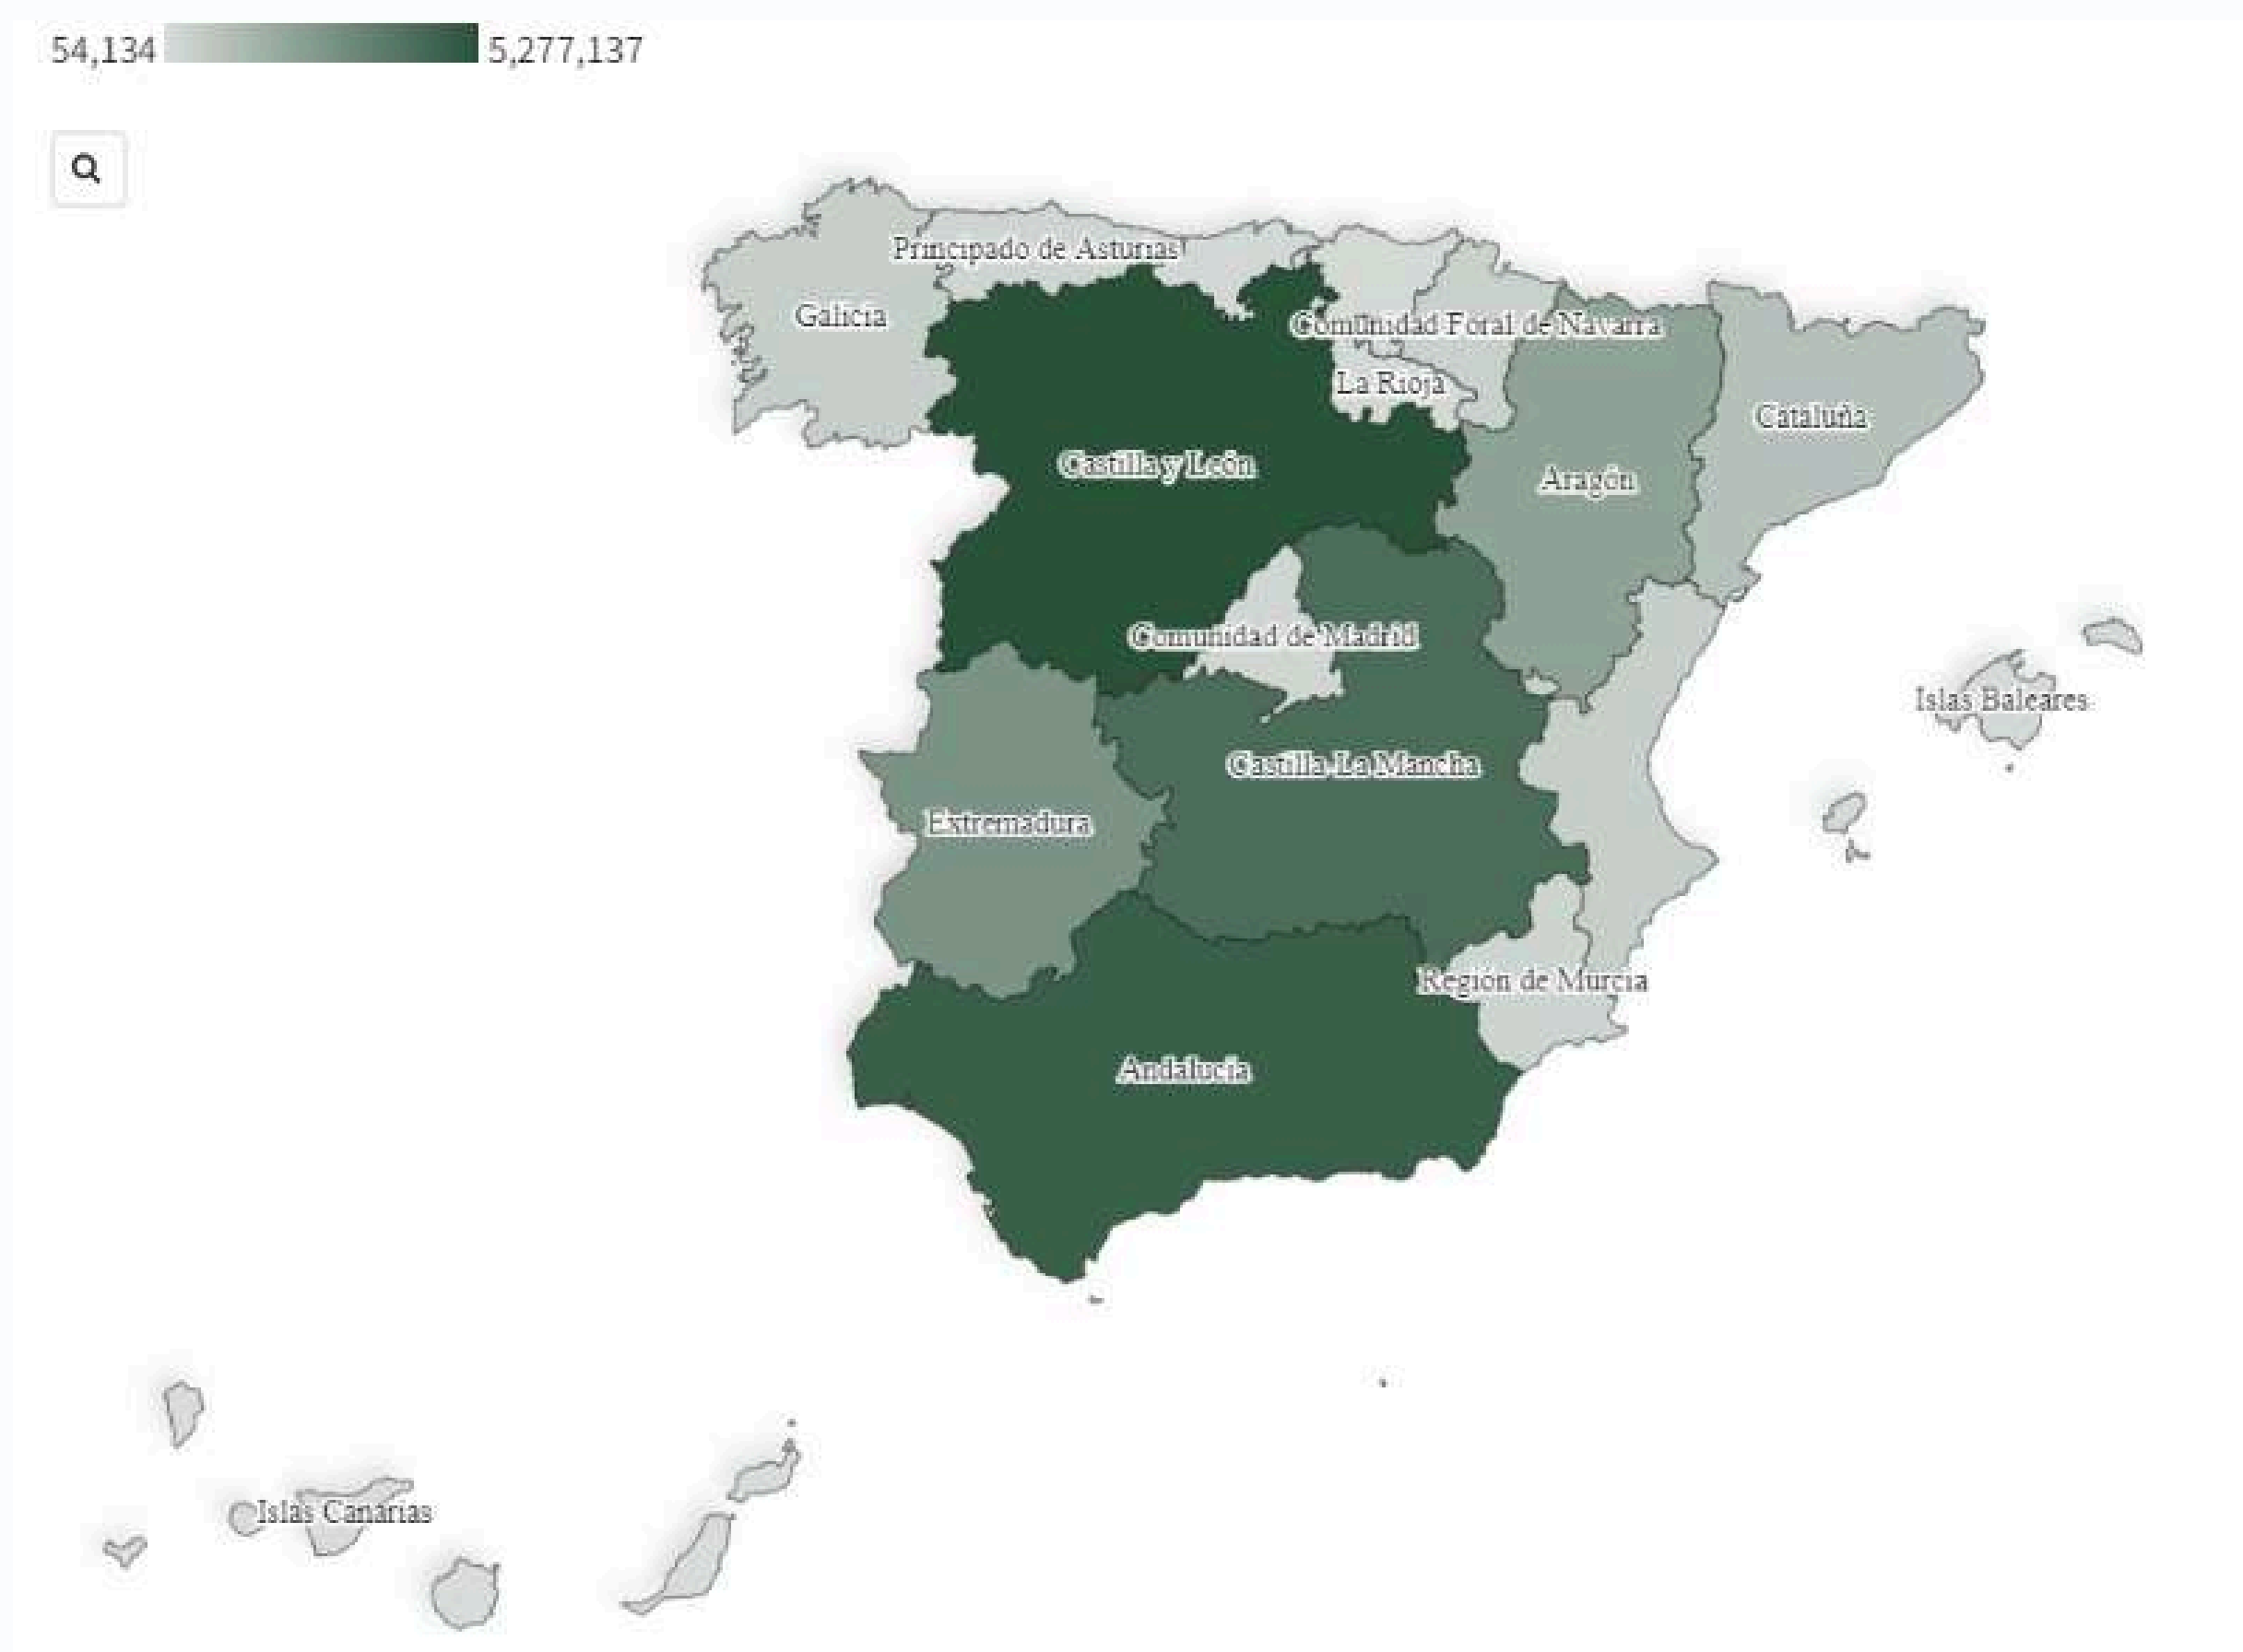 54,134 5,277,137
Principado de Asturias
Galicia
Comunidad Foral de Navarra
La Rioja
Cataluña
Castilla y León
Aragón
Comunidad de Madrid
Islas Baleares
Castilla-La Mancha
Extremadura
Región de Murcia
Andalucía
Islas Canarias